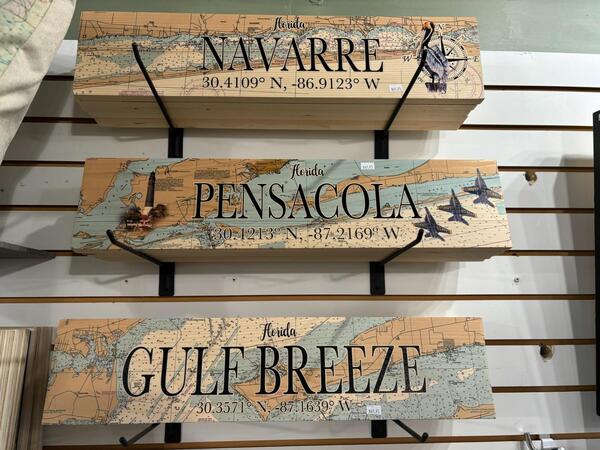 Florida
NAVARRE
30.4109° N, -86.9123° W
N
W E
Florida
PENSACOLA
30.1213° N, -87.2169° W
Florida
GULF BREEZE
30.3571° N, -87.1639° W